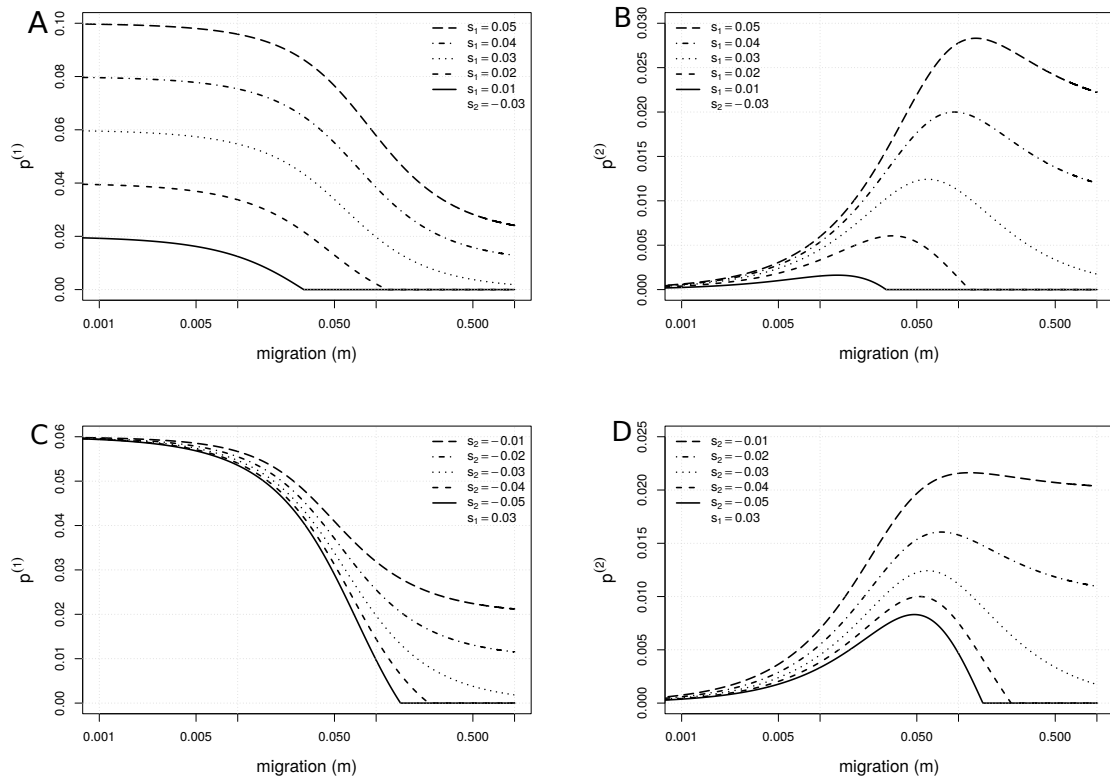 A
s₁ = 0.05
s₁ = 0.04
s₁ = 0.03
s₁ = 0.02
s₁ = 0.01
s₂ = −0.03
0.10
0.08
0.06
0.04
0.02
0.00
p⁽¹⁾
0.001 0.005 0.050 0.500
migration (m)
B
s₁ = 0.05
s₁ = 0.04
s₁ = 0.03
s₁ = 0.02
s₁ = 0.01
s₂ = −0.03
0.030
0.025
0.020
0.015
0.010
0.005
0.000
p⁽²⁾
0.001 0.005 0.050 0.500
migration (m)
C
s₂ = −0.01
s₂ = −0.02
s₂ = −0.03
s₂ = −0.04
s₂ = −0.05
s₁ = 0.03
0.06
0.05
0.04
0.03
0.02
0.01
0.00
p⁽¹⁾
0.001 0.005 0.050 0.500
migration (m)
D
s₂ = −0.01
s₂ = −0.02
s₂ = −0.03
s₂ = −0.04
s₂ = −0.05
s₁ = 0.03
0.025
0.020
0.015
0.010
0.005
0.000
p⁽²⁾
0.001 0.005 0.050 0.500
migration (m)